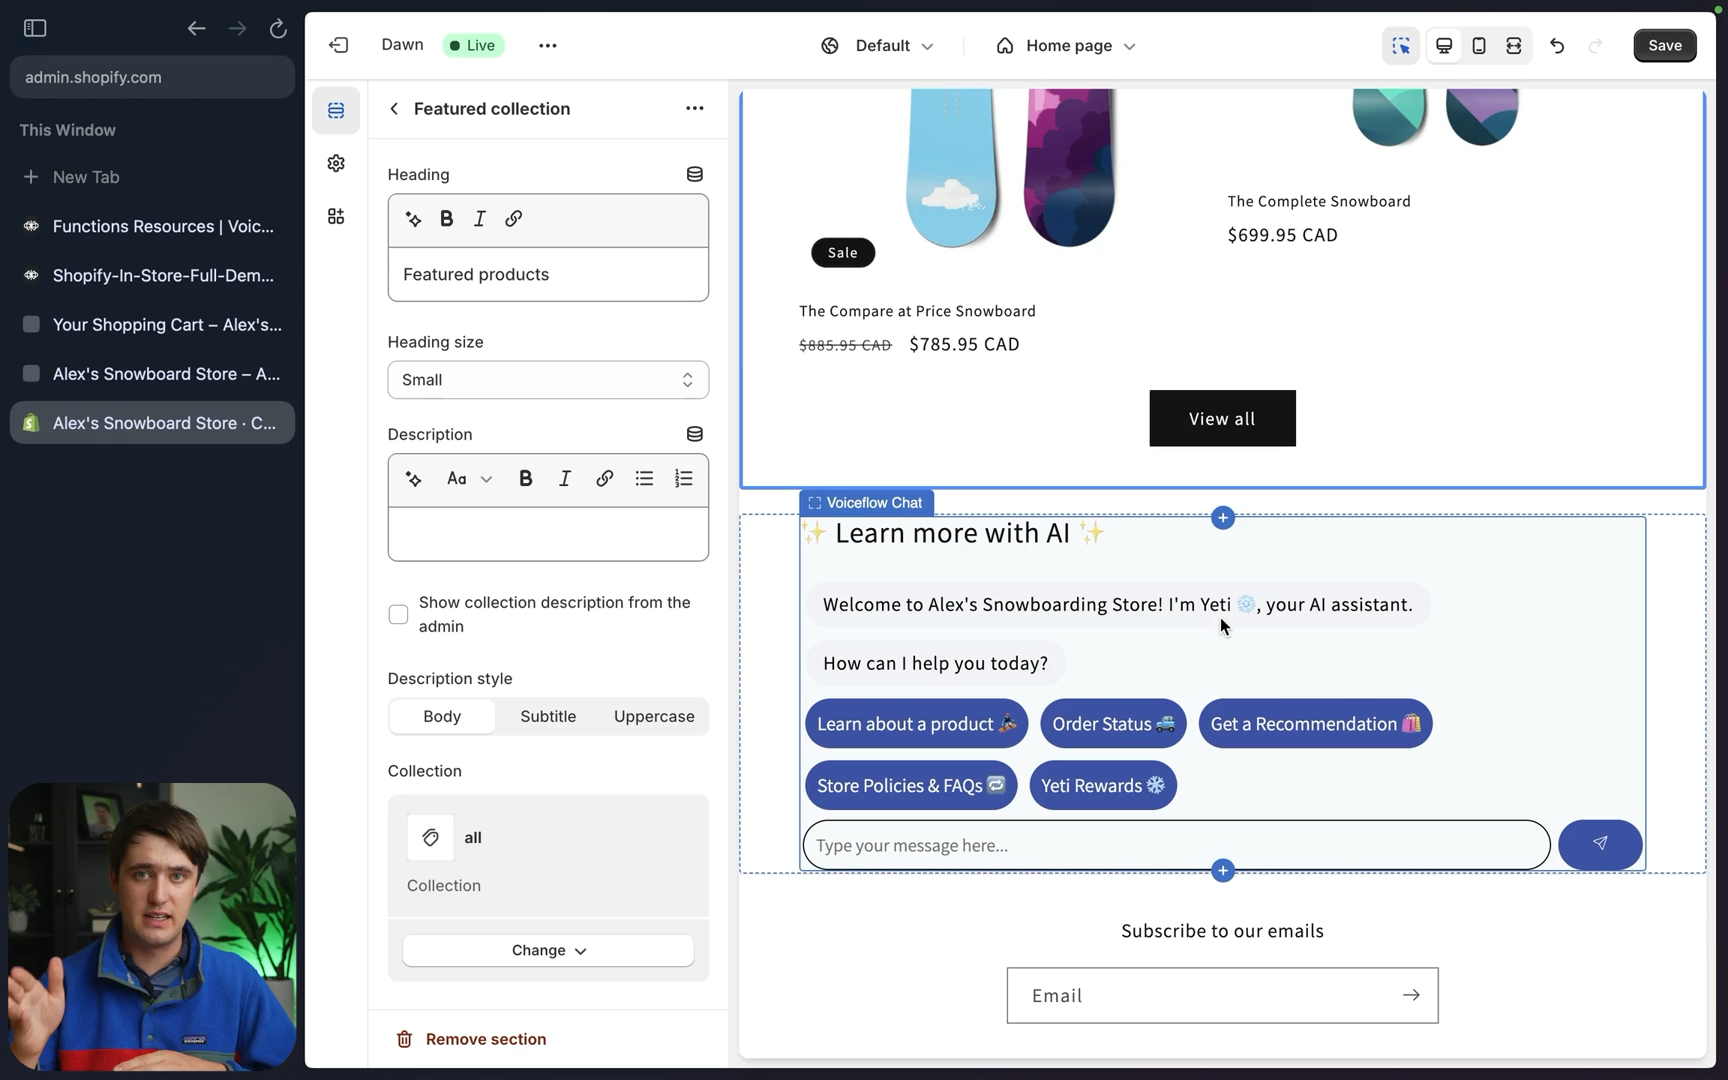 admin.shopify.com
This Window
New Tab
Functions Resources | Voic...
Shopify-In-Store-Full-Dem...
Your Shopping Cart – Alex's...
Alex's Snowboard Store – A...
Alex's Snowboard Store · C...
Dawn
Live
Default
Home page
Save
Featured collection
Heading
B I
Featured products
Heading size
Small
Description
Aa
B I
Show collection description from the
admin
Description style
Body
Subtitle
Uppercase
Collection
all
Collection
Change
Remove section
Sale
The Compare at Price Snowboard
$885.95 CAD $785.95 CAD
The Complete Snowboard
$699.95 CAD
View all
Voiceflow Chat
✨ Learn more with AI ✨
Welcome to Alex's Snowboarding Store! I'm Yeti ❄️, your AI assistant.
How can I help you today?
Learn about a product 🏂
Order Status 🚙
Get a Recommendation 🛍️
Store Policies & FAQs 🔁
Yeti Rewards ❄️
Type your message here...
Subscribe to our emails
Email